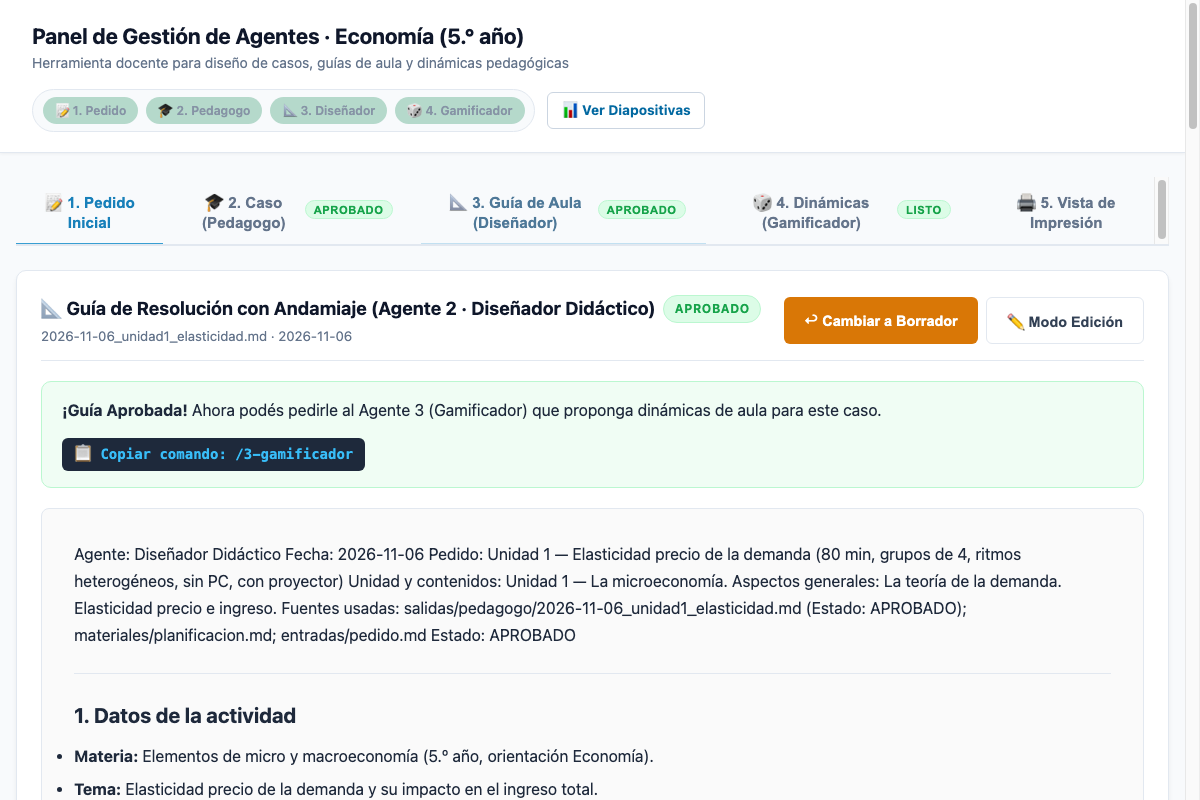 Panel de Gestión de Agentes · Economía (5.º año)
Herramienta docente para diseño de casos, guías de aula y dinámicas pedagógicas
📝 1. Pedido
🎓 2. Pedagogo
📐 3. Diseñador
🎲 4. Gamificador
📊 Ver Diapositivas
📝 1. Pedido
Inicial
🎓 2. Caso
(Pedagogo)
APROBADO
📐 3. Guía de Aula
(Diseñador)
APROBADO
🎲 4. Dinámicas
(Gamificador)
LISTO
🖨️ 5. Vista de
Impresión
📐 Guía de Resolución con Andamiaje (Agente 2 · Diseñador Didáctico)
APROBADO
2026-11-06_unidad1_elasticidad.md · 2026-11-06
↩ Cambiar a Borrador
✏️ Modo Edición
¡Guía Aprobada! Ahora podés pedirle al Agente 3 (Gamificador) que proponga dinámicas de aula para este caso.
📋 Copiar comando: /3-gamificador
Agente: Diseñador Didáctico Fecha: 2026-11-06 Pedido: Unidad 1 — Elasticidad precio de la demanda (80 min, grupos de 4, ritmos
heterogéneos, sin PC, con proyector) Unidad y contenidos: Unidad 1 — La microeconomía. Aspectos generales: La teoría de la demanda.
Elasticidad precio e ingreso. Fuentes usadas: salidas/pedagogo/2026-11-06_unidad1_elasticidad.md (Estado: APROBADO);
materiales/planificacion.md; entradas/pedido.md Estado: APROBADO
1. Datos de la actividad
• Materia: Elementos de micro y macroeconomía (5.º año, orientación Economía).
• Tema: Elasticidad precio de la demanda y su impacto en el ingreso total.